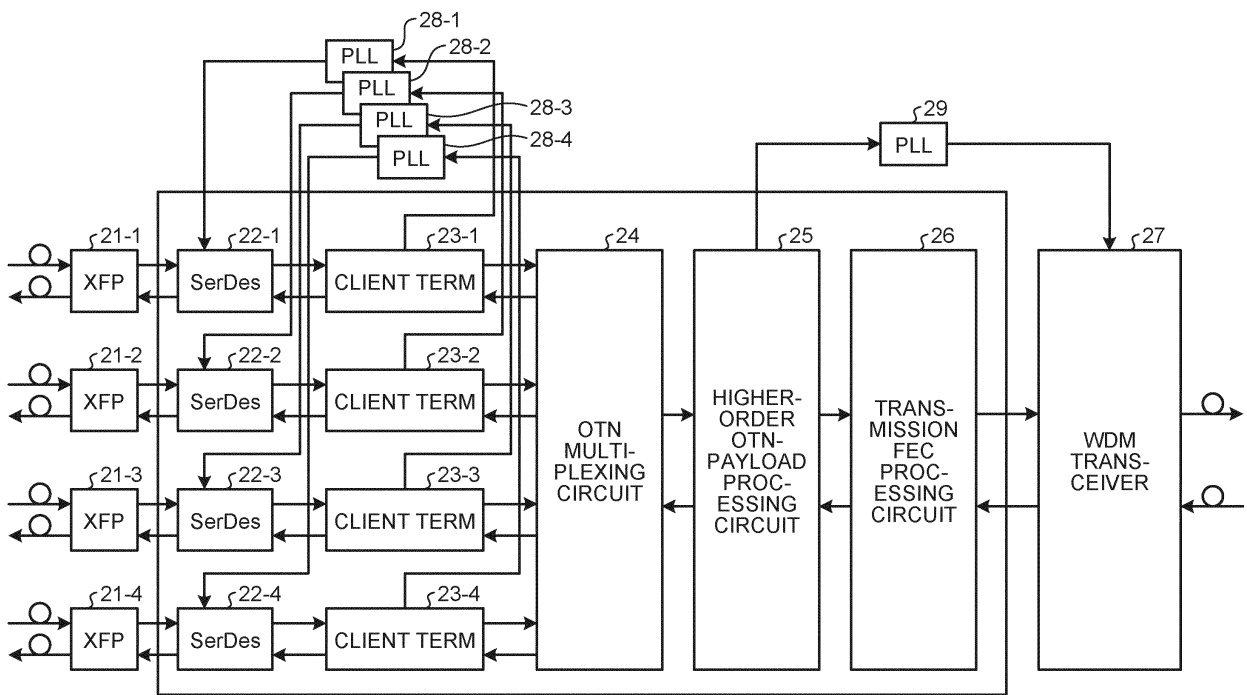 28-1
PLL
28-2
PLL
28-3
PLL
28-4
PLL
29
PLL
21-1
22-1
23-1
24
25
26
27
XFP
SerDes
CLIENT TERM
21-2
22-2
23-2
XFP
SerDes
CLIENT TERM
OTN
MULTI-
PLEXING
CIRCUIT
HIGHER-
ORDER
OTN-
PAYLOAD
PROC-
ESSING
CIRCUIT
TRANS-
MISSION
FEC
PROC-
ESSING
CIRCUIT
WDM
TRANS-
CEIVER
21-3
22-3
23-3
XFP
SerDes
CLIENT TERM
21-4
22-4
23-4
XFP
SerDes
CLIENT TERM